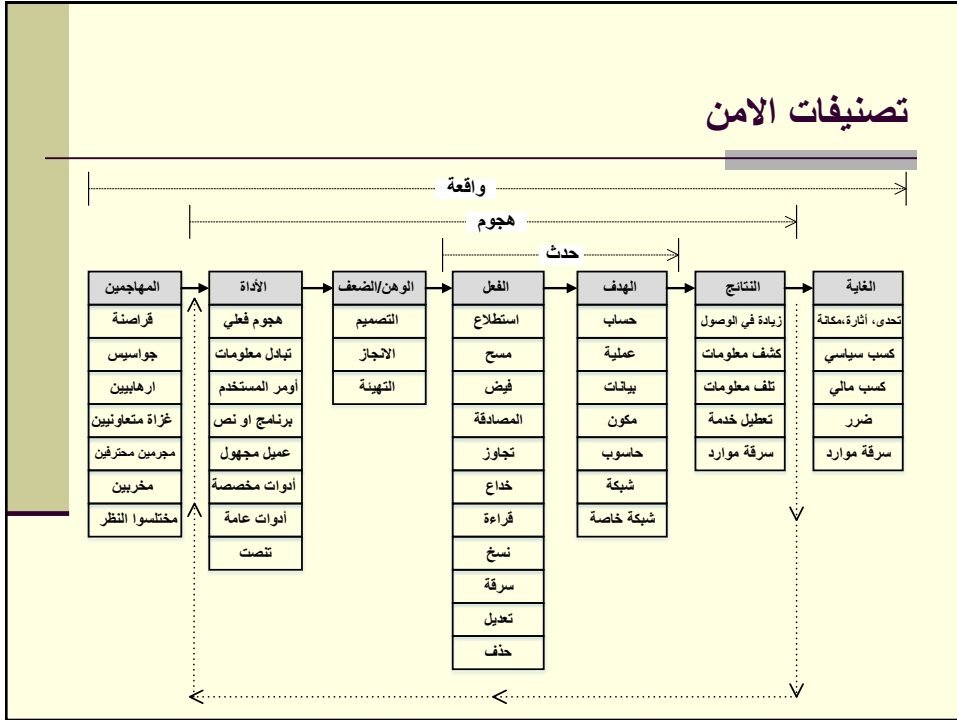 تصنيفات الامن
واقعة
هجوم
حدث
المهاجمين
قراصنة
جواسيس
ارهابيين
غزاة متعاونيين
مجرمين محترفين
مخربين
مختلسوا النظر
الأداة
هجوم فعلي
تبادل معلومات
أومر المستخدم
برنامج او نص
عميل مجهول
أدوات مخصصة
أدوات عامة
تنصت
الوهن/الضعف
التصميم
الانجاز
التهيئة
الفعل
استطلاع
مسح
فيض
المصادقة
تجاوز
خداع
قراءة
نسخ
سرقة
تعديل
حذف
الهدف
حساب
عملية
بيانات
مكون
حاسوب
شبكة
شبكة خاصة
النتائج
زيادة في الوصول
كشف معلومات
تلف معلومات
تعطيل خدمة
سرقة موارد
الغاية
تحدى، أثارة،مكانة
كسب سياسي
كسب مالي
ضرر
سرقة موارد